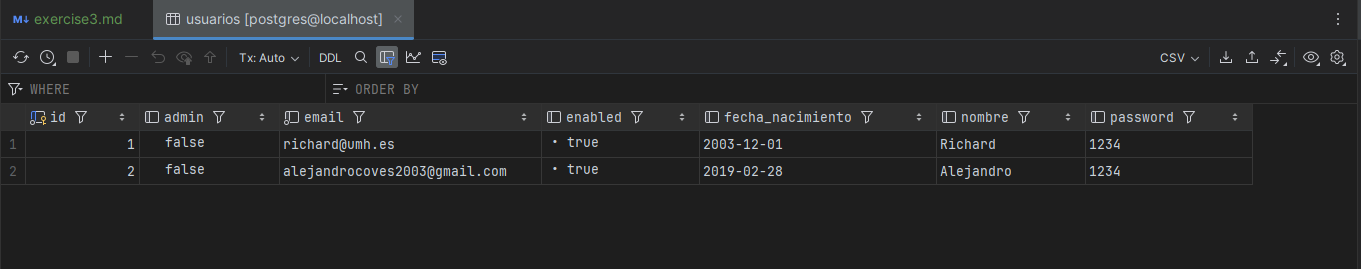 M↓ exercise3.md usuarios [postgres@localhost] ×
Tx: Auto DDL CSV
WHERE ORDER BY
id admin email enabled fecha_nacimiento nombre password
1 1 false richard@umh.es • true 2003-12-01 Richard 1234
2 2 false alejandrocoves2003@gmail.com • true 2019-02-28 Alejandro 1234